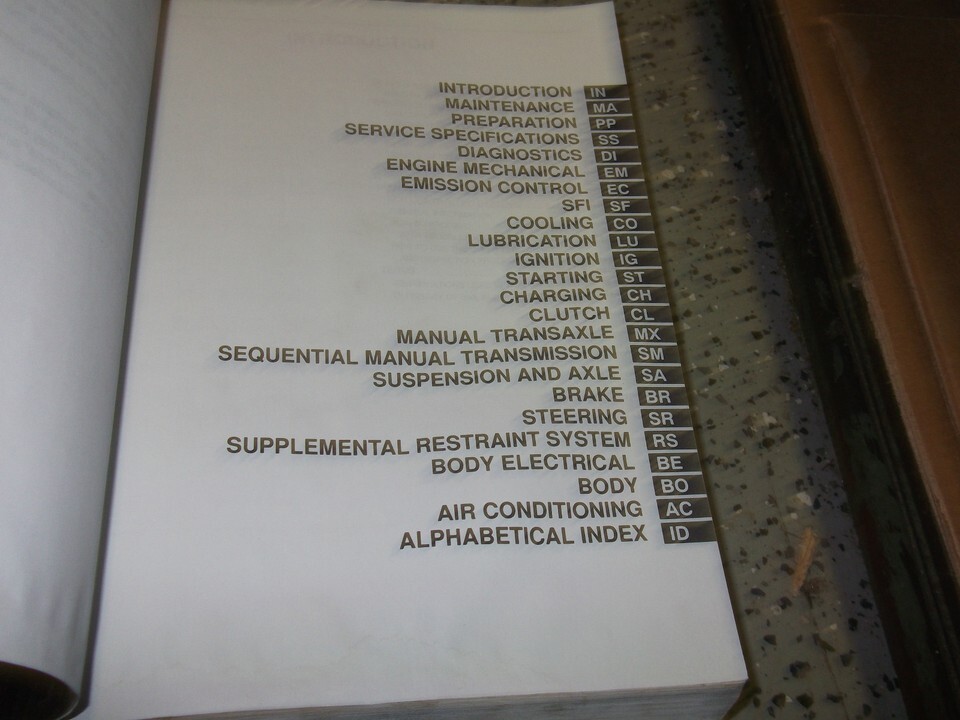 INTRODUCTION IN
MAINTENANCE MA
PREPARATION PP
SERVICE SPECIFICATIONS SS
DIAGNOSTICS DI
ENGINE MECHANICAL EM
EMISSION CONTROL EC
SFI SF
COOLING CO
LUBRICATION LU
IGNITION IG
STARTING ST
CHARGING CH
CLUTCH CL
MANUAL TRANSAXLE MX
SEQUENTIAL MANUAL TRANSMISSION SM
SUSPENSION AND AXLE SA
BRAKE BR
STEERING SR
SUPPLEMENTAL RESTRAINT SYSTEM RS
BODY ELECTRICAL BE
BODY BO
AIR CONDITIONING AC
ALPHABETICAL INDEX ID